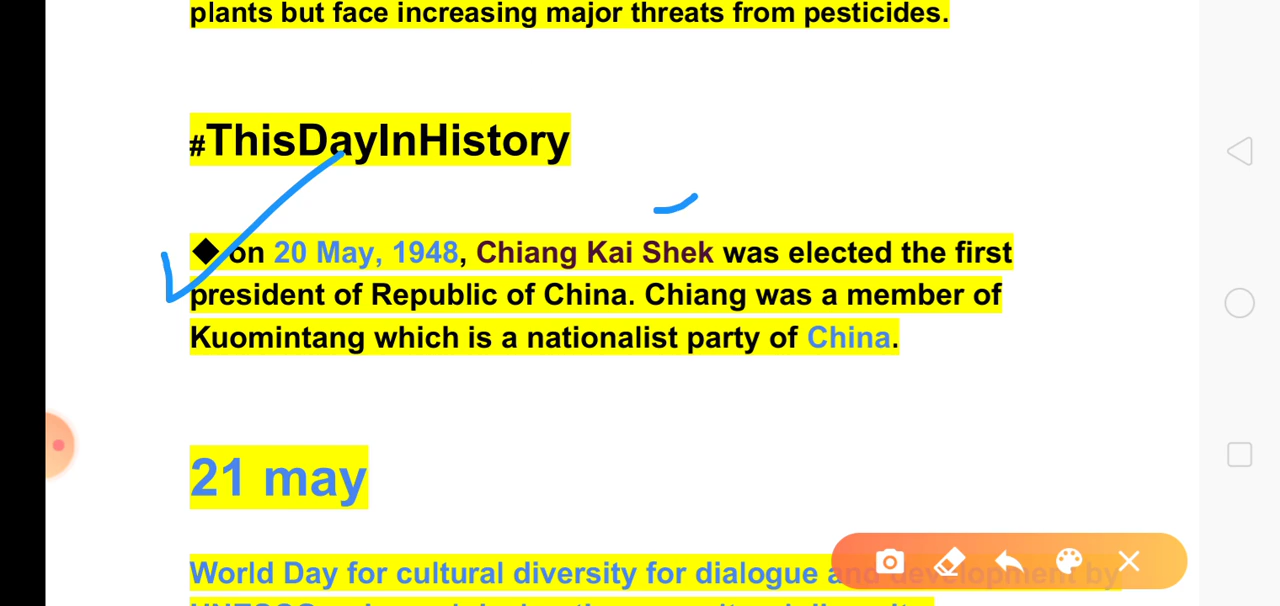 plants but face increasing major threats from pesticides.
#ThisDayInHistory
◆ on 20 May, 1948, Chiang Kai Shek was elected the first
president of Republic of China. Chiang was a member of
Kuomintang which is a nationalist party of China.
21 may
World Day for cultural diversity for dialogue and development by